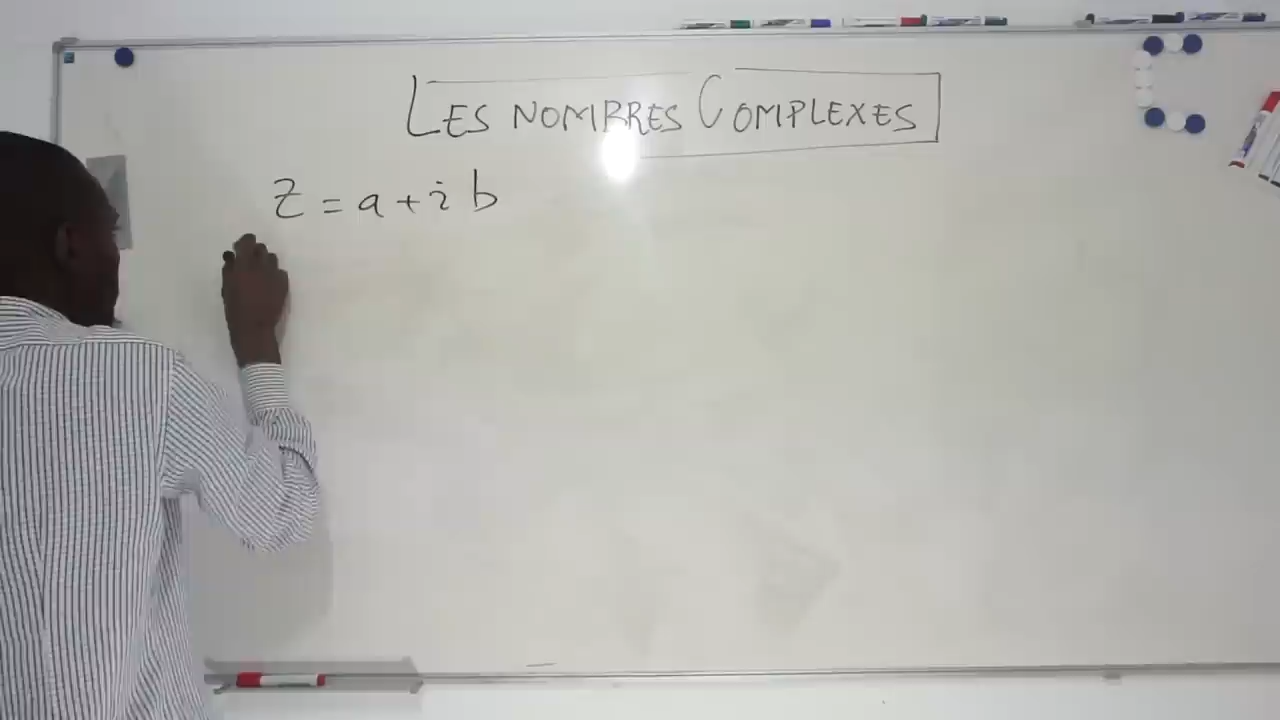 LES NOMBRES COMPLEXES
Z = a + i b